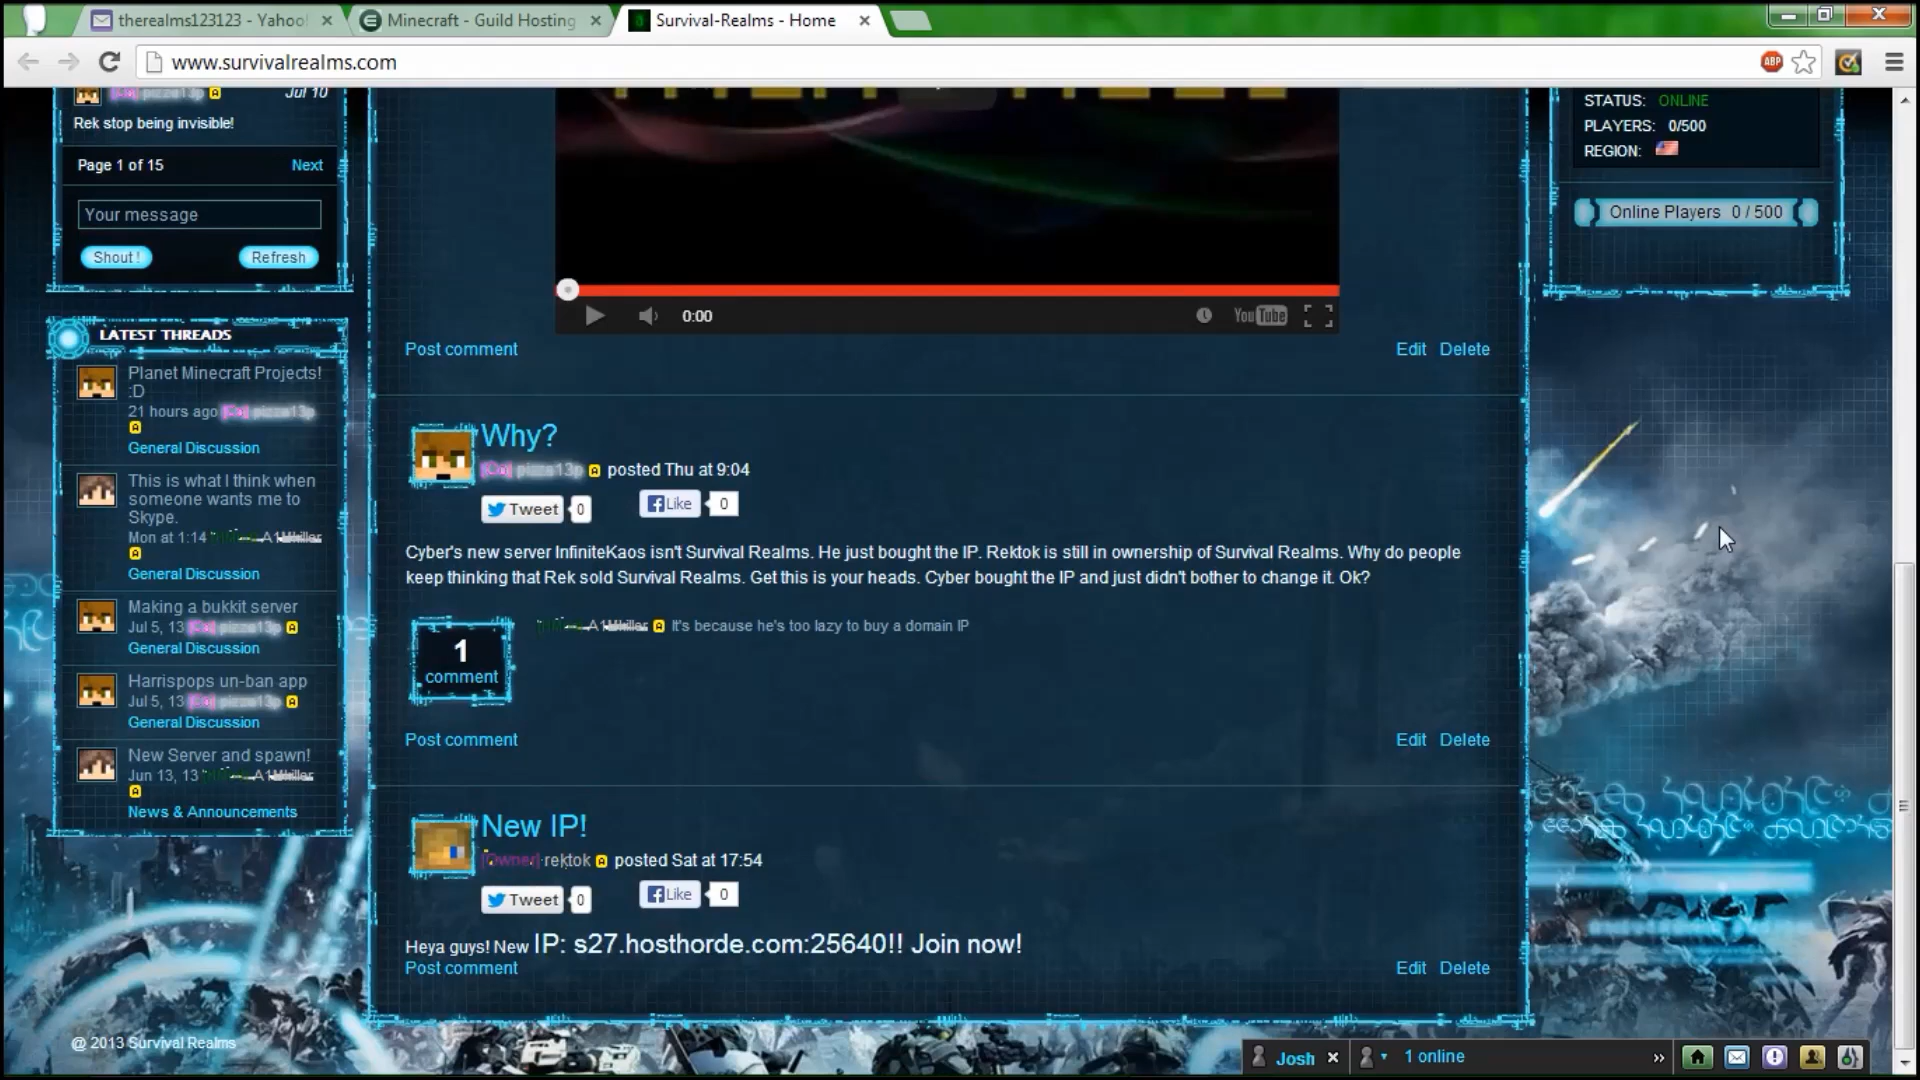 therealms123123 - Yahoo!
Minecraft - Guild Hosting
Survival-Realms - Home
www.survivalrealms.com
ABP
[Co] pizza13p A Jul 10
Rek stop being invisible!
Page 1 of 15 Next
Your message
Shout! Refresh
LATEST THREADS
Planet Minecraft Projects!
:D
21 hours ago [Co] pizza13p
A
General Discussion
This is what I think when
someone wants me to
Skype.
Mon at 1:14
A
General Discussion
Making a bukkit server
Jul 5, 13 [Co] pizza13p A
General Discussion
Harrispops un-ban app
Jul 5, 13 [Co] pizza13p A
General Discussion
New Server and spawn!
Jun 13, 13
A
News & Announcements
0:00
YouTube
Post comment Edit Delete
Why?
[Co] pizza13p A posted Thu at 9:04
Tweet 0 Like 0
Cyber's new server InfiniteKaos isn't Survival Realms. He just bought the IP. Rektok is still in ownership of Survival Realms. Why do people
keep thinking that Rek sold Survival Realms. Get this is your heads. Cyber bought the IP and just didn't bother to change it. Ok?
1
comment
A It's because he's too lazy to buy a domain IP
Post comment Edit Delete
New IP!
[Owner] rektok A posted Sat at 17:54
Tweet 0 Like 0
Heya guys! New IP: s27.hosthorde.com:25640!! Join now!
Post comment Edit Delete
STATUS: ONLINE
PLAYERS: 0/500
REGION:
Online Players 0 / 500
@ 2013 Survival Realms
Josh
1 online